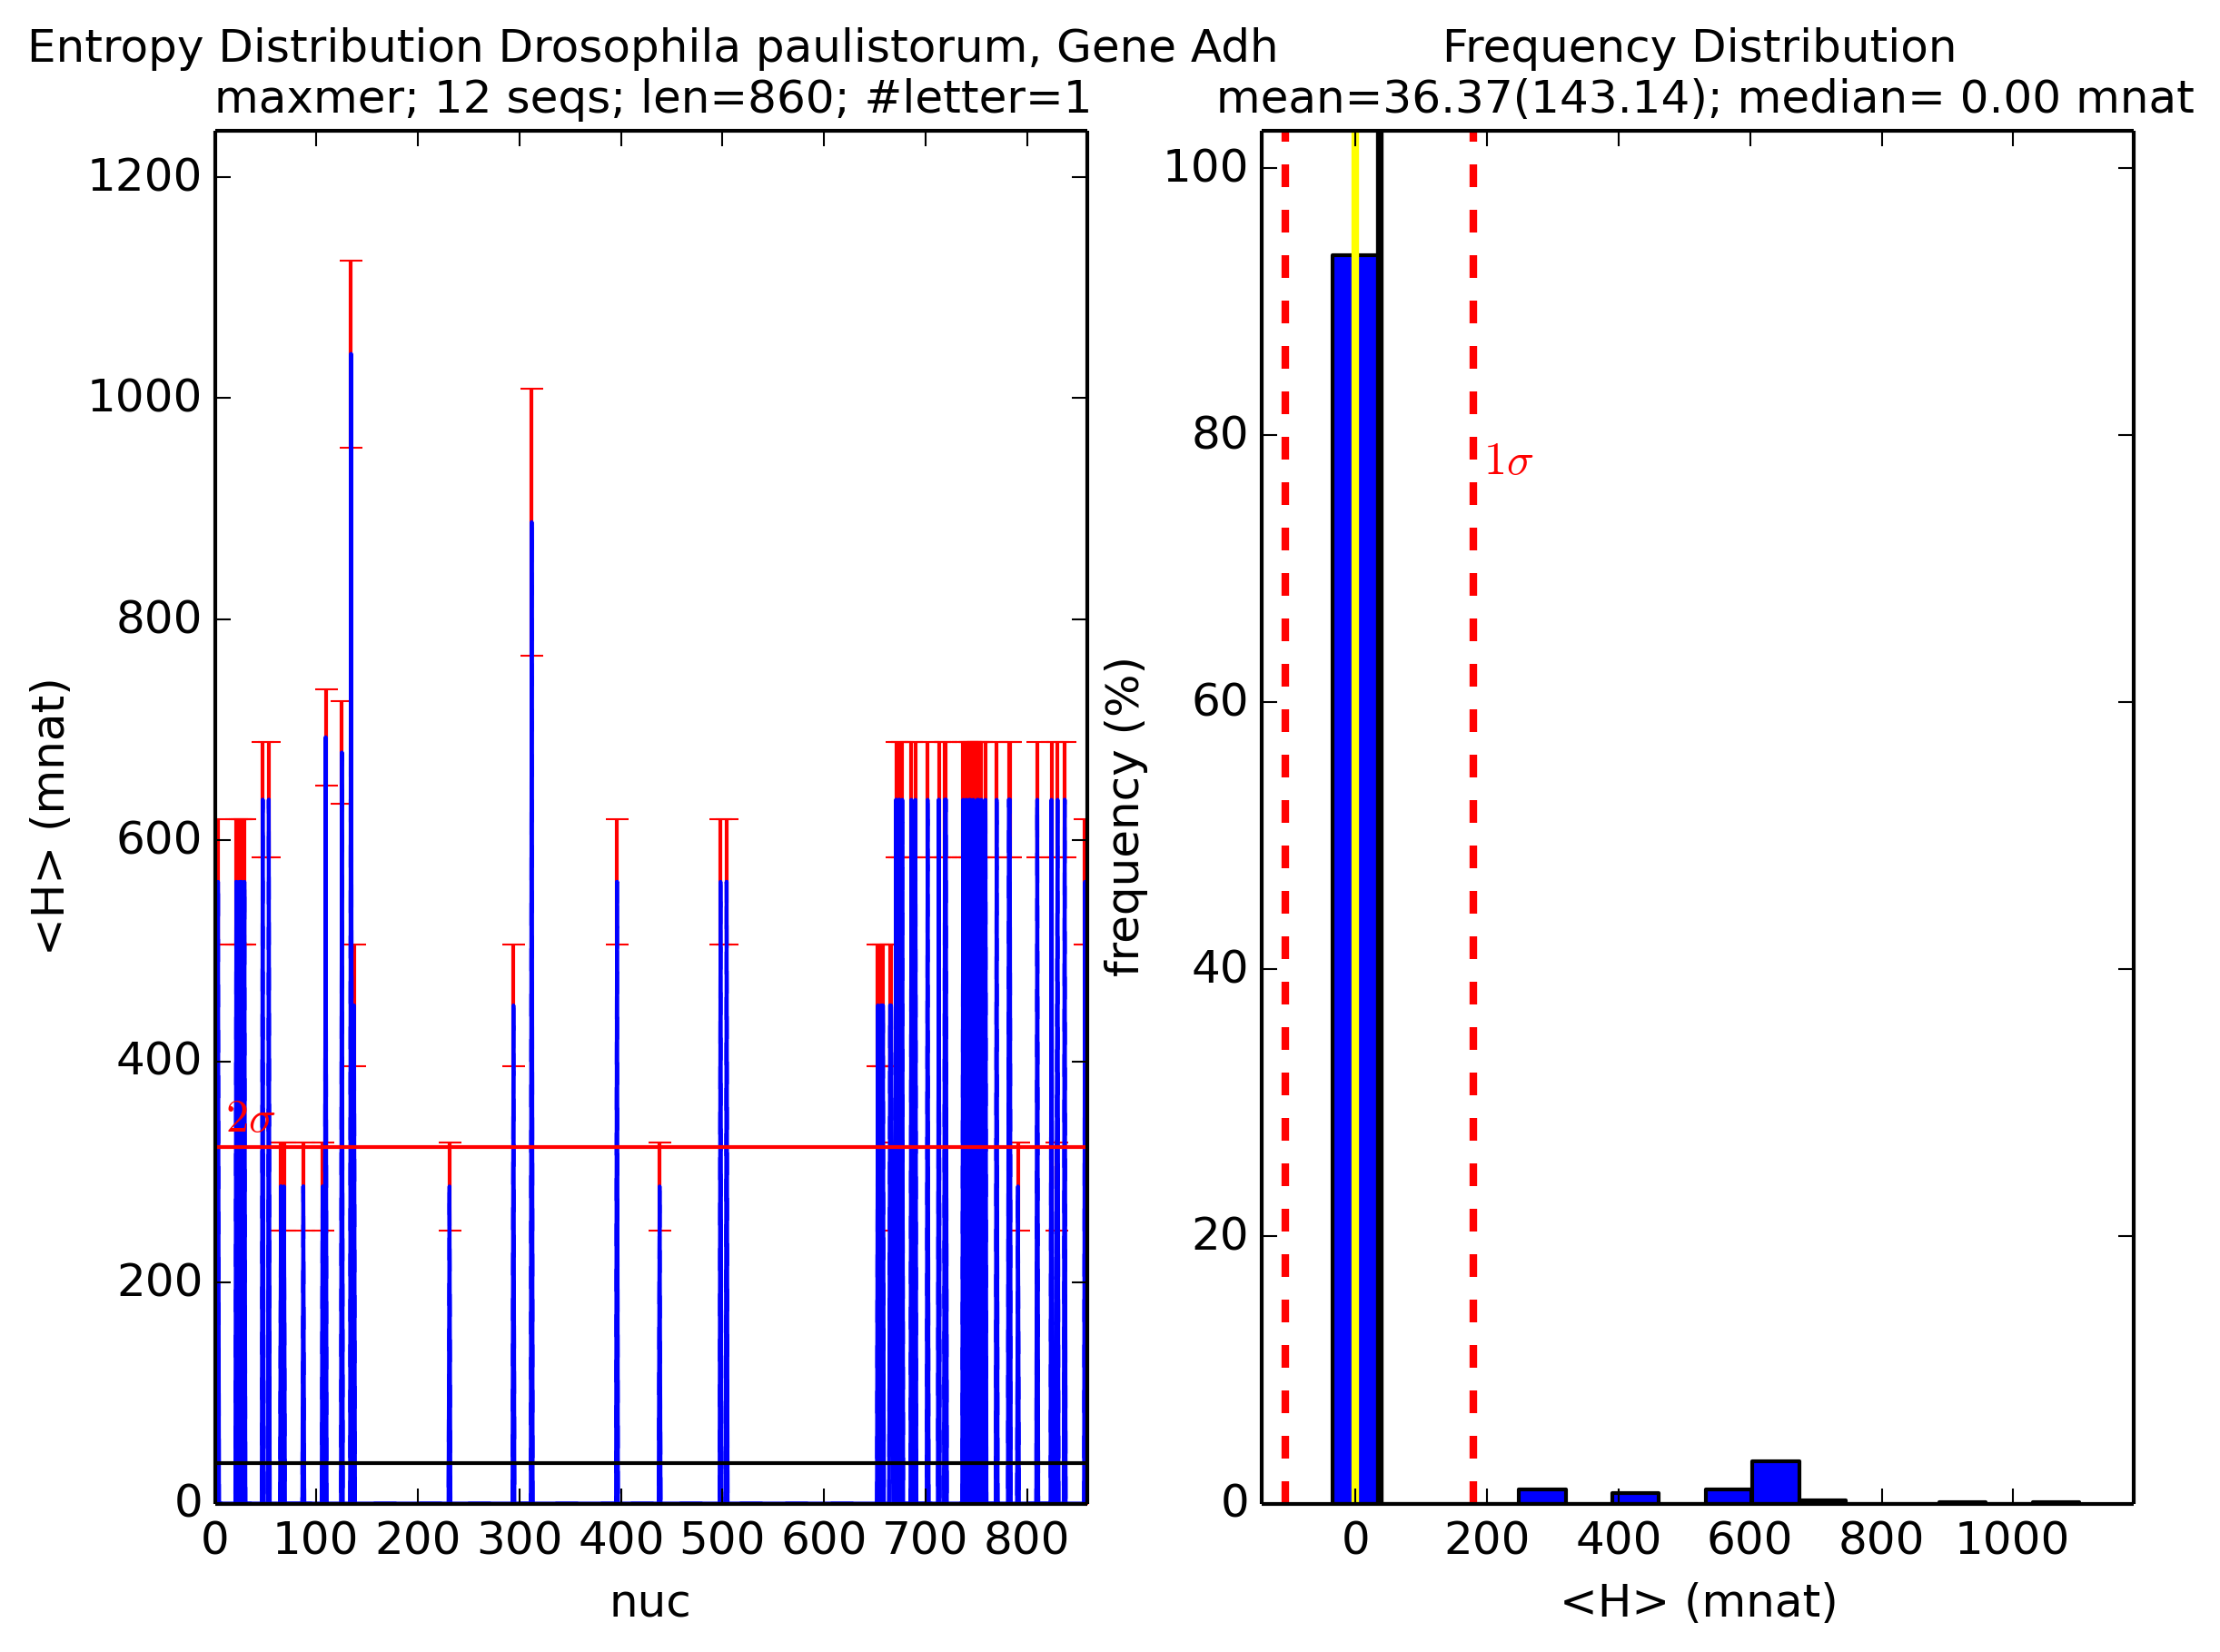 Entropy Distribution Drosophila paulistorum, Gene Adh
maxmer; 12 seqs; len=860; #letter=1
<H> (mnat)
1200
1000
800
600
400
200
0
2σ
0 100 200 300 400 500 600 700 800
nuc
Frequency Distribution
mean=36.37(143.14); median= 0.00 mnat
frequency (%)
100
80
60
40
20
0
1σ
0 200 400 600 800 1000
<H> (mnat)